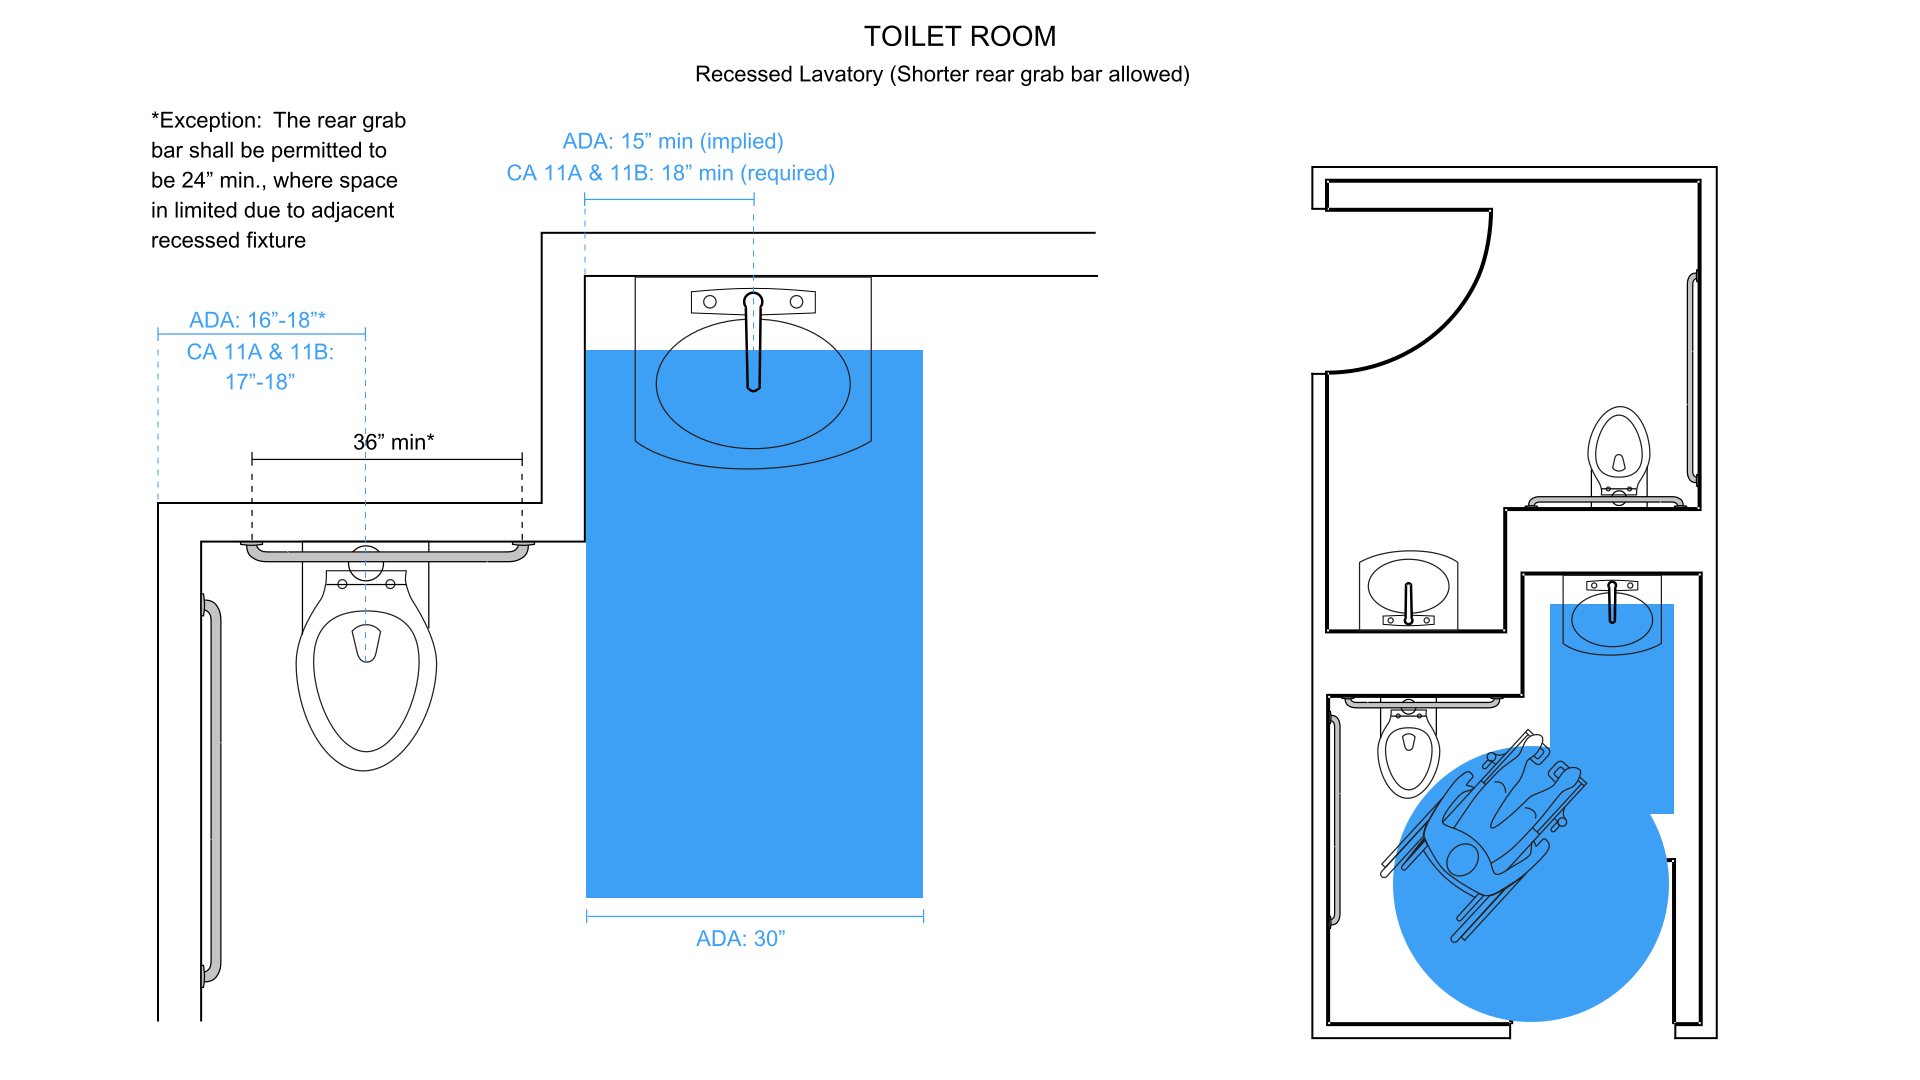 TOILET ROOM
Recessed Lavatory (Shorter rear grab bar allowed)
*Exception:  The rear grab
bar shall be permitted to
be 24” min., where space
in limited due to adjacent
recessed fixture
ADA: 15” min (implied)
CA 11A & 11B: 18” min (required)
ADA: 16”-18”*
CA 11A & 11B:
17”-18”
36” min*
ADA: 30”